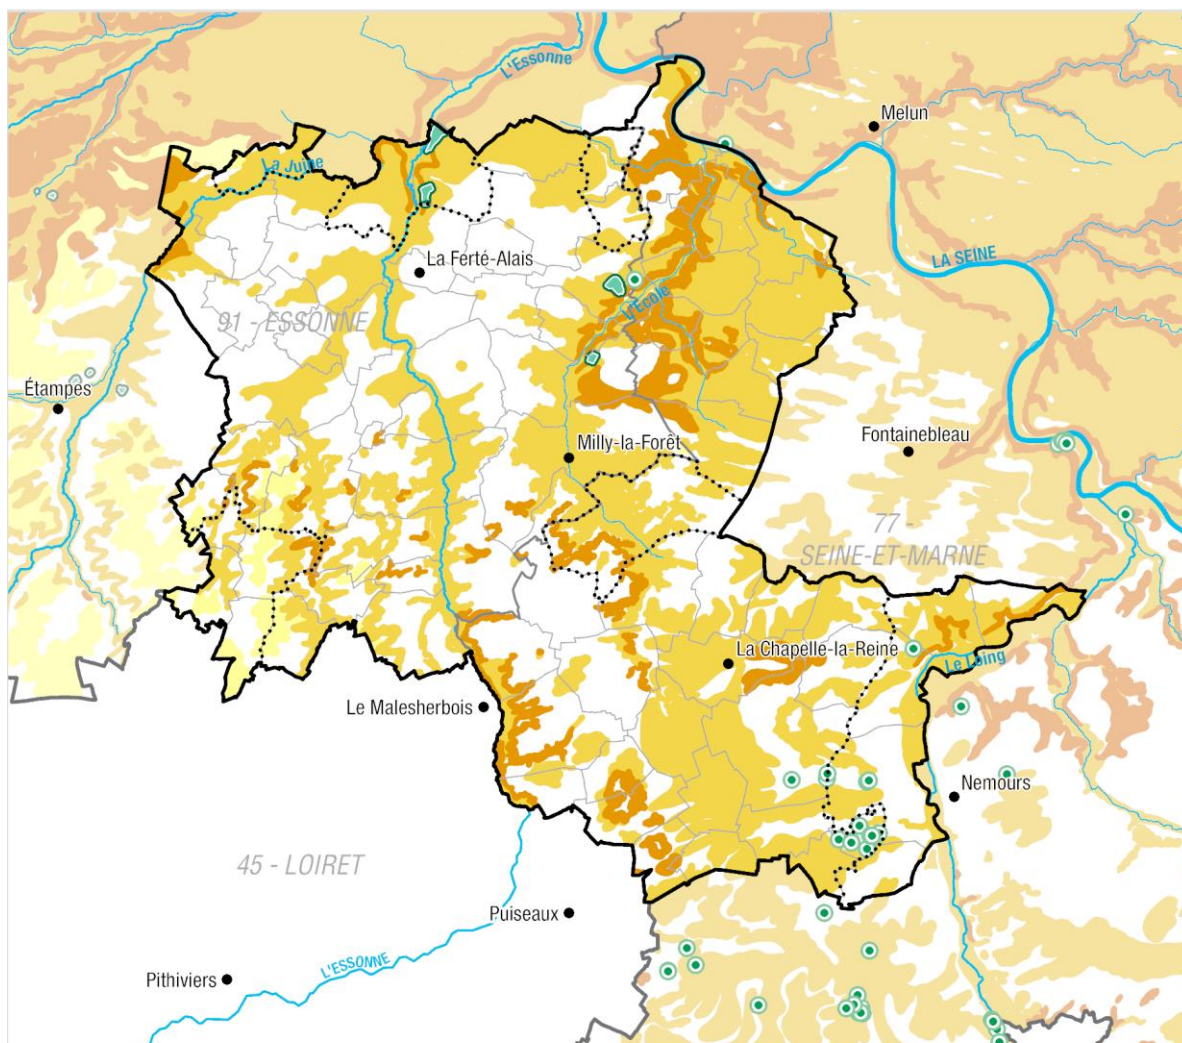 L'Essonne
Melun
La Juine
La Ferté-Alais
LA SEINE
L'École
91 - ESSONNE
Étampes
Milly-la-Forêt
Fontainebleau
77 -
SEINE-ET-MARNE
La Chapelle-la-Reine
Le Loing
Le Malesherbois
Nemours
45 - LOIRET
Puiseaux
L'ESSONNE
Pithiviers